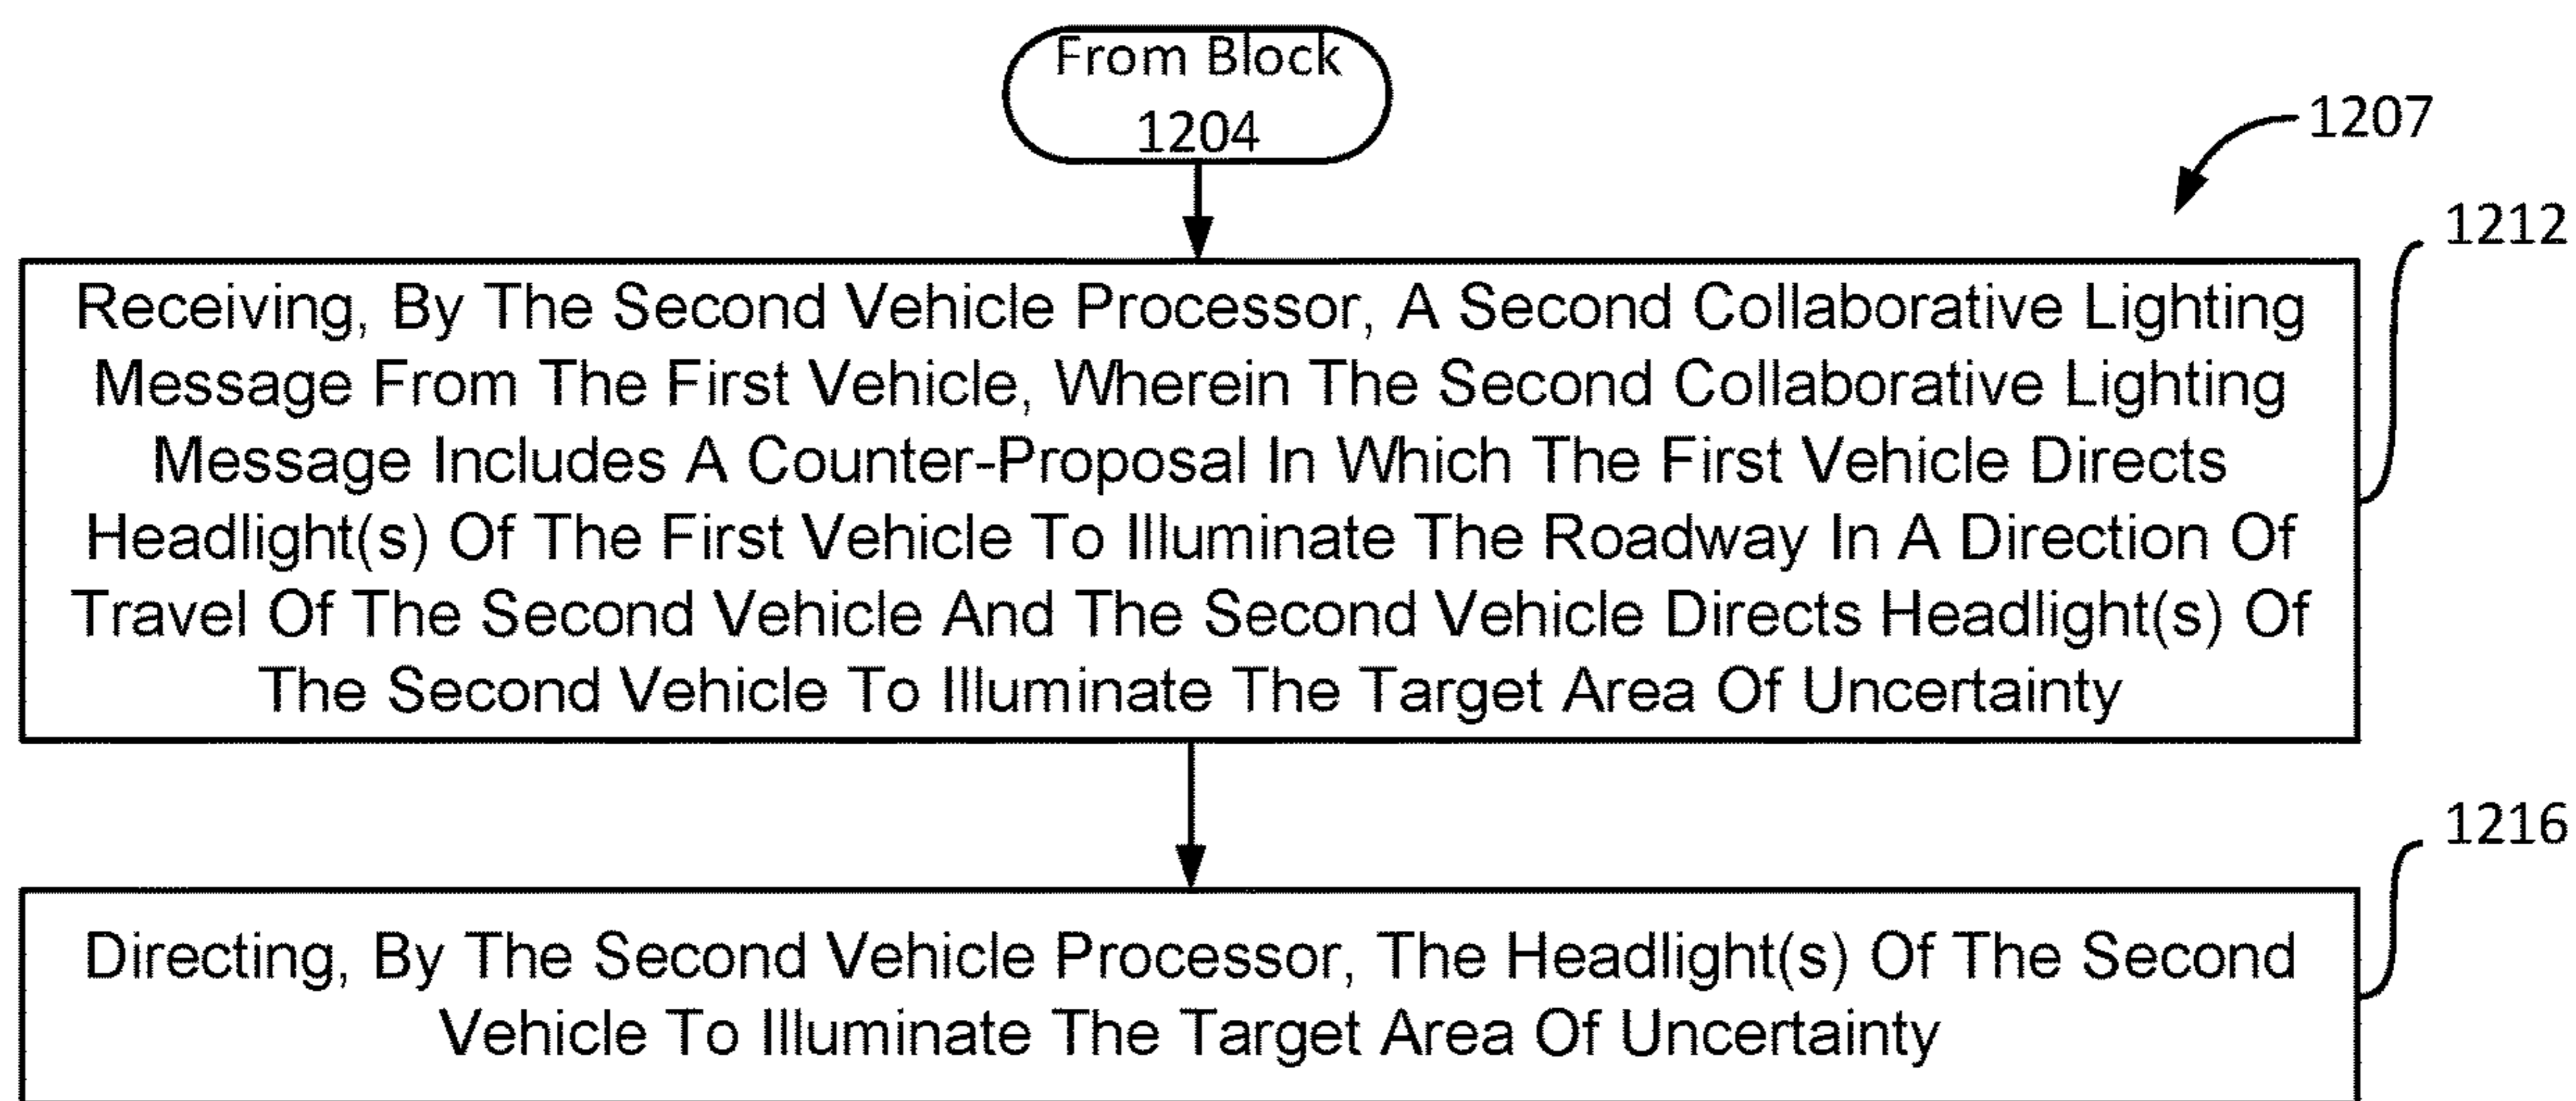 From Block
1204
1207
1212
Receiving, By The Second Vehicle Processor, A Second Collaborative Lighting
Message From The First Vehicle, Wherein The Second Collaborative Lighting
Message Includes A Counter-Proposal In Which The First Vehicle Directs
Headlight(s) Of The First Vehicle To Illuminate The Roadway In A Direction Of
Travel Of The Second Vehicle And The Second Vehicle Directs Headlight(s) Of
The Second Vehicle To Illuminate The Target Area Of Uncertainty
1216
Directing, By The Second Vehicle Processor, The Headlight(s) Of The Second
Vehicle To Illuminate The Target Area Of Uncertainty